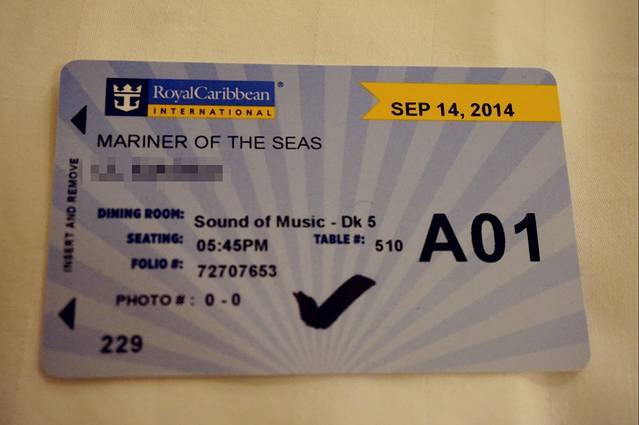 RoyalCaribbean®
INTERNATIONAL
SEP 14, 2014
MARINER OF THE SEAS
INSERT AND REMOVE
DINING ROOM: Sound of Music - Dk 5
SEATING: 05:45PM TABLE #: 510
A01
FOLIO #: 72707653
PHOTO # : 0 - 0
229